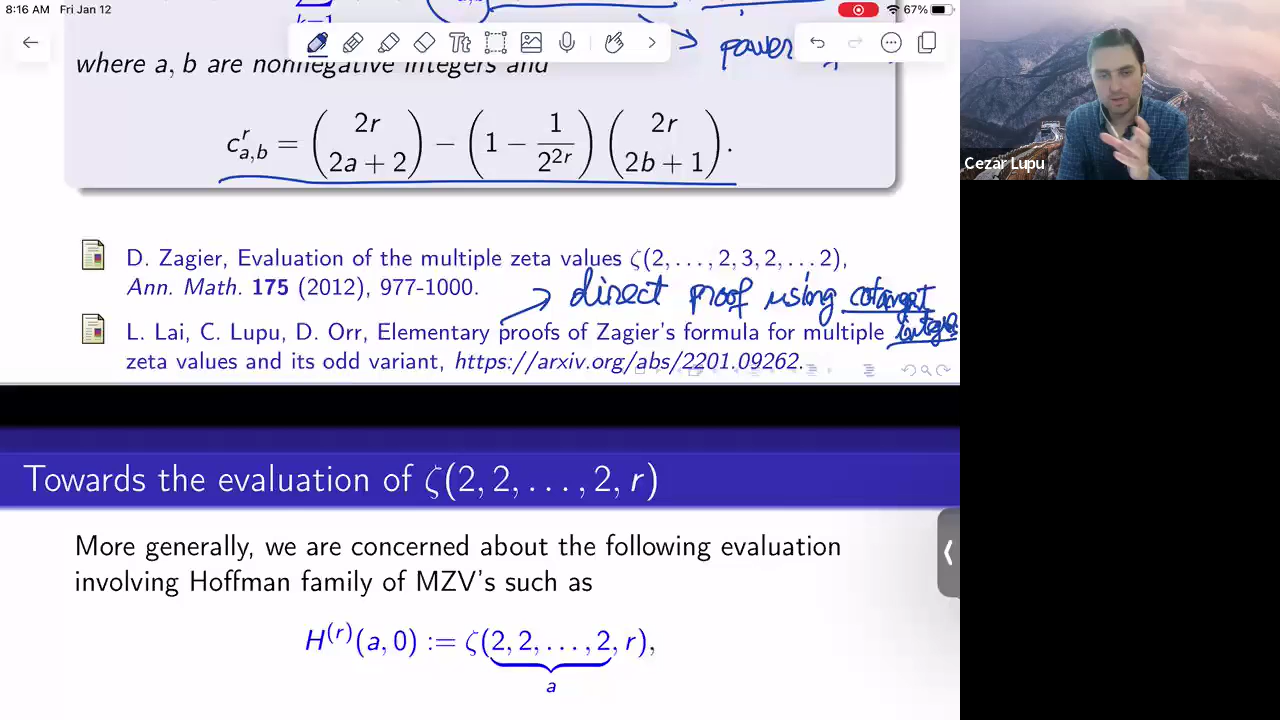 8:16 AM Fri Jan 12
67%
k=1
power
Tt
where a, b are nonnegative integers and
c^r_{a,b} = \binom{2r}{2a + 2} − (1 − \frac{1}{2^{2r}}) \binom{2r}{2b + 1}.
Cezar Lupu
D. Zagier, Evaluation of the multiple zeta values ζ(2, . . . , 2, 3, 2, . . . 2),
Ann. Math. 175 (2012), 977-1000.
→ direct proof using cotangent
integrals
L. Lai, C. Lupu, D. Orr, Elementary proofs of Zagier's formula for multiple
zeta values and its odd variant, https://arxiv.org/abs/2201.09262.
Towards the evaluation of ζ(2, 2, . . . , 2, r)
More generally, we are concerned about the following evaluation
involving Hoffman family of MZV's such as
H^{(r)}(a, 0) := ζ(2, 2, . . . , 2, r),
a